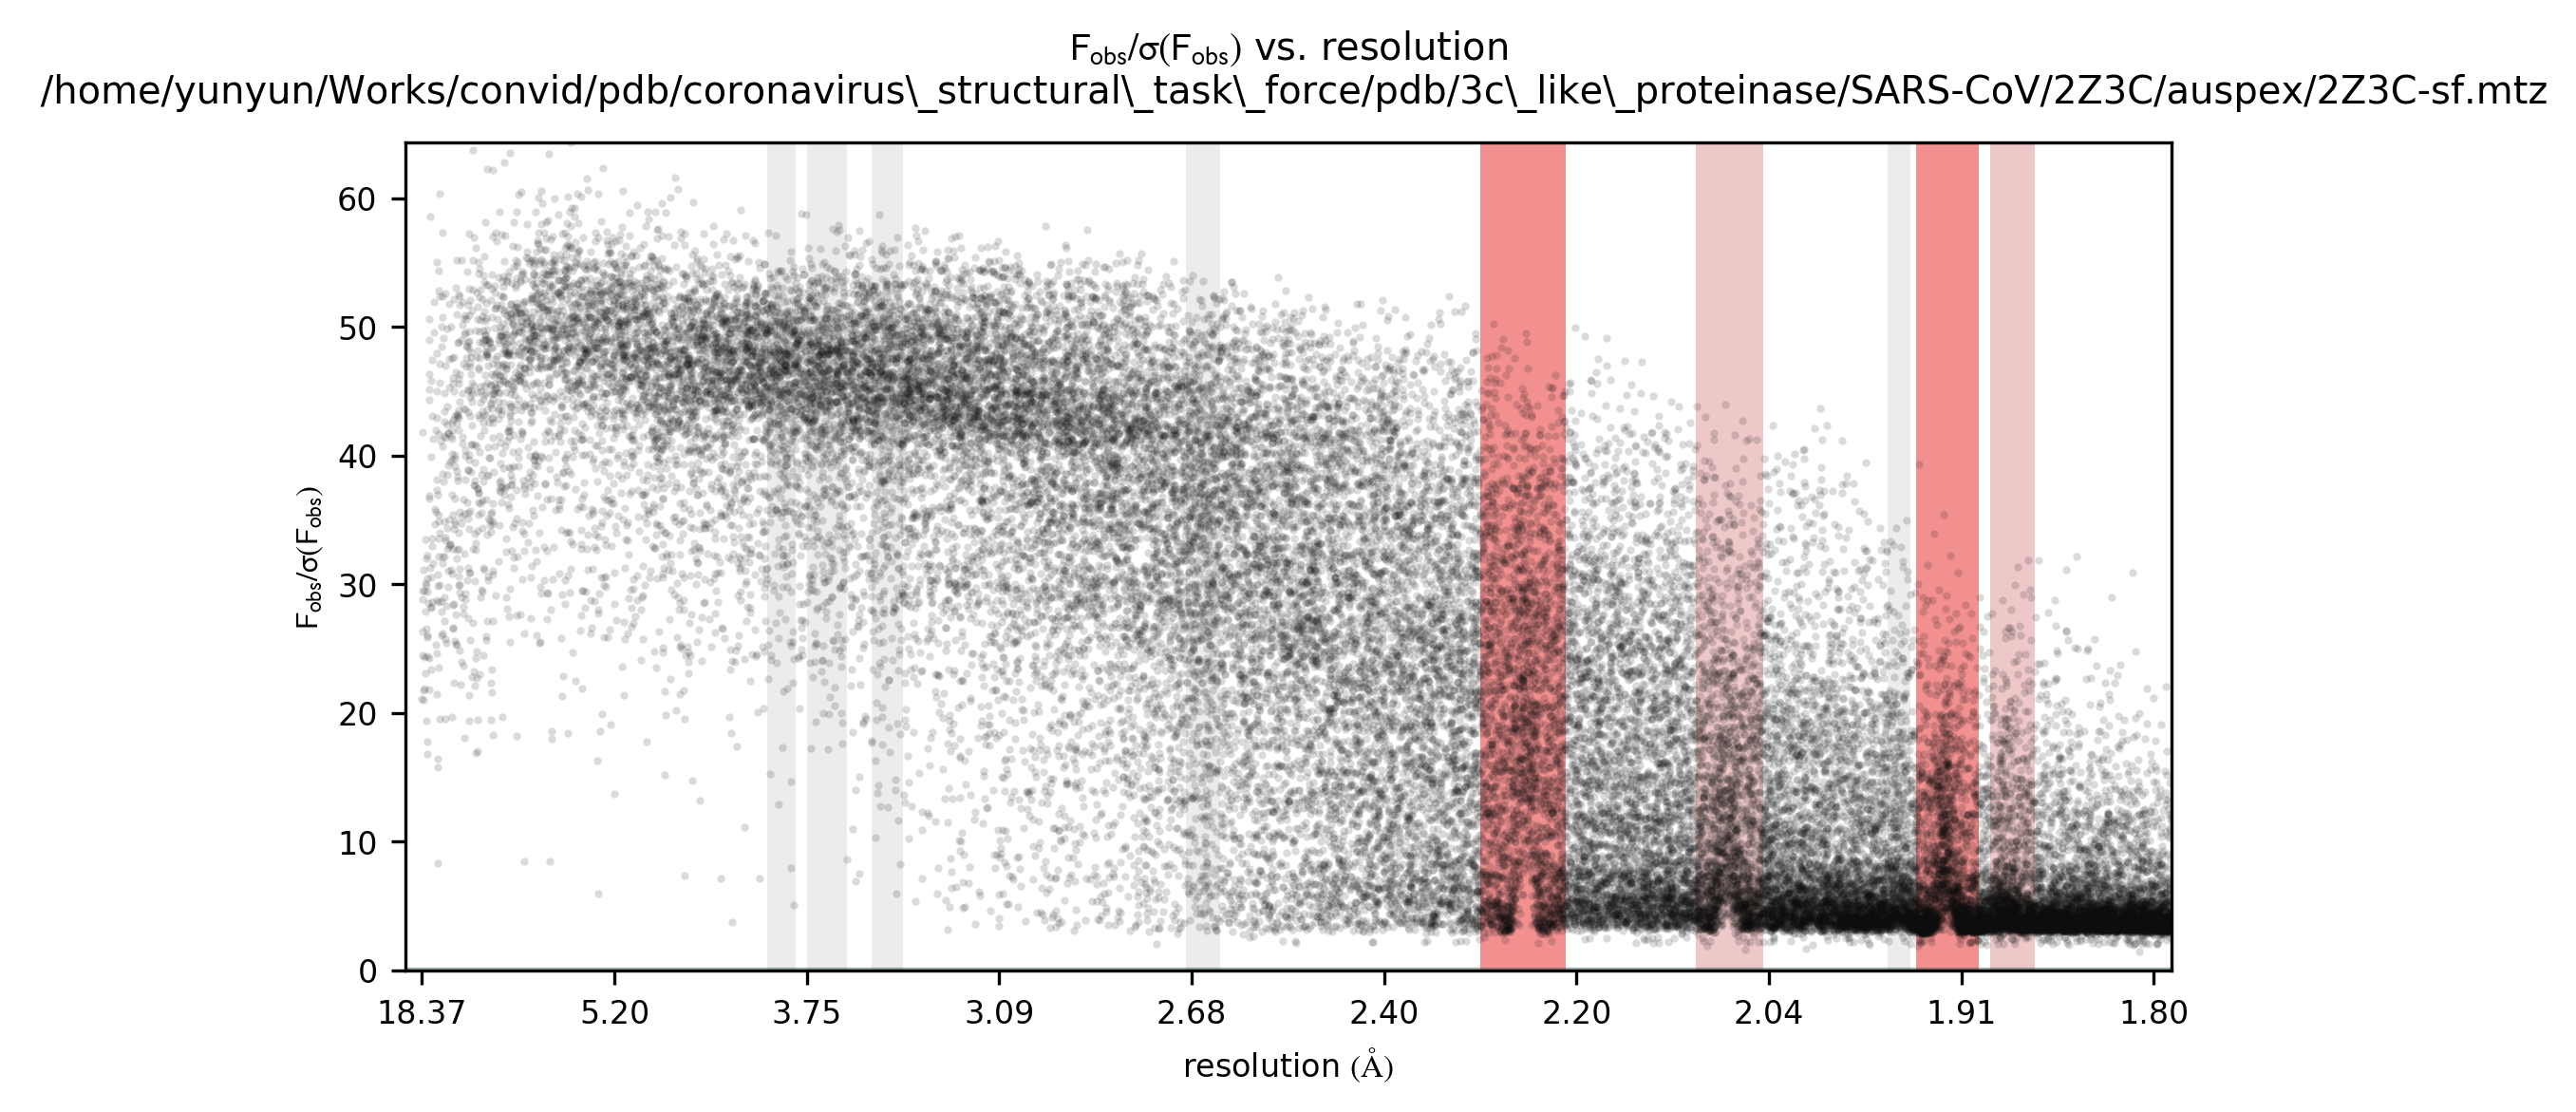 Fobs/σ(Fobs) vs. resolution
/home/yunyun/Works/convid/pdb/coronavirus\_structural\_task\_force/pdb/3c\_like\_proteinase/SARS-CoV/2Z3C/auspex/2Z3C-sf.mtz
Fobs/σ(Fobs)
60
50
40
30
20
10
0
18.37 5.20 3.75 3.09 2.68 2.40 2.20 2.04 1.91 1.80
resolution (Å)